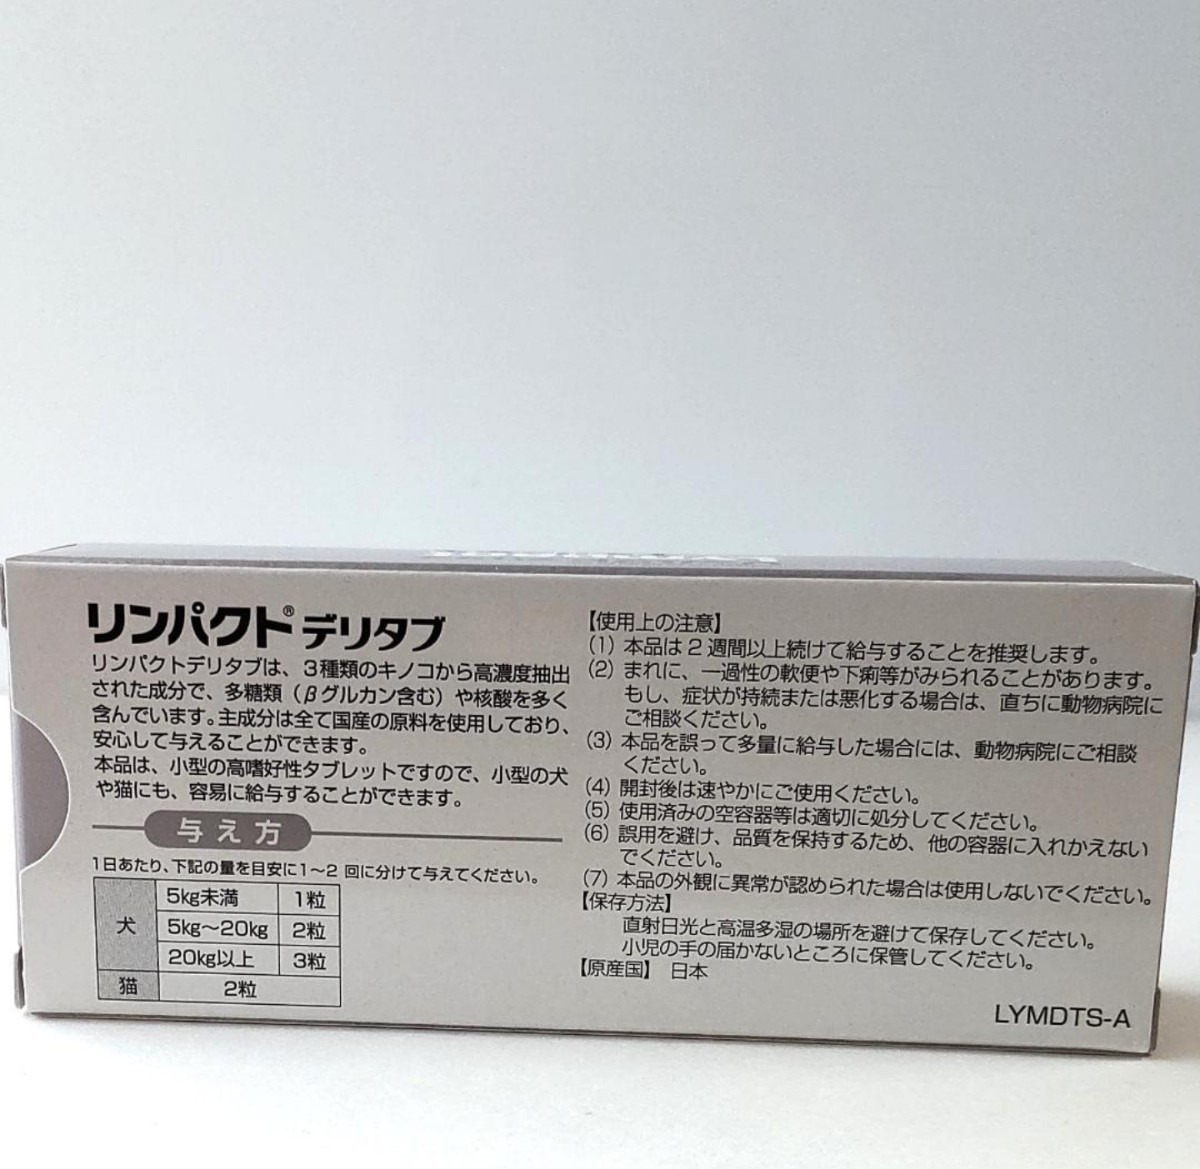 リンパクト®デリタブ
リンパクトデリタブは、3種類のキノコから高濃度抽出
された成分で、多糖類（βグルカン含む）や核酸を多く
含んでいます。主成分は全て国産の原料を使用しており、
安心して与えることができます。
本品は、小型の高嗜好性タブレットですので、小型の犬
や猫にも、容易に給与することができます。
与え方
1日あたり、下記の量を目安に1～2 回に分けて与えてください。
犬
5kg未満 1粒
5kg～20kg 2粒
20kg以上 3粒
猫 2粒
【使用上の注意】
(1) 本品は2週間以上続けて給与することを推奨します。
(2) まれに、一過性の軟便や下痢等がみられることがあります。
もし、症状が持続または悪化する場合は、直ちに動物病院に
ご相談ください。
(3) 本品を誤って多量に給与した場合には、動物病院にご相談
ください。
(4) 開封後は速やかにご使用ください。
(5) 使用済みの空容器等は適切に処分してください。
(6) 誤用を避け、品質を保持するため、他の容器に入れかえない
でください。
(7) 本品の外観に異常が認められた場合は使用しないでください。
【保存方法】
直射日光と高温多湿の場所を避けて保存してください。
小児の手の届かないところに保管してください。
【原産国】 日本
LYMDTS-A